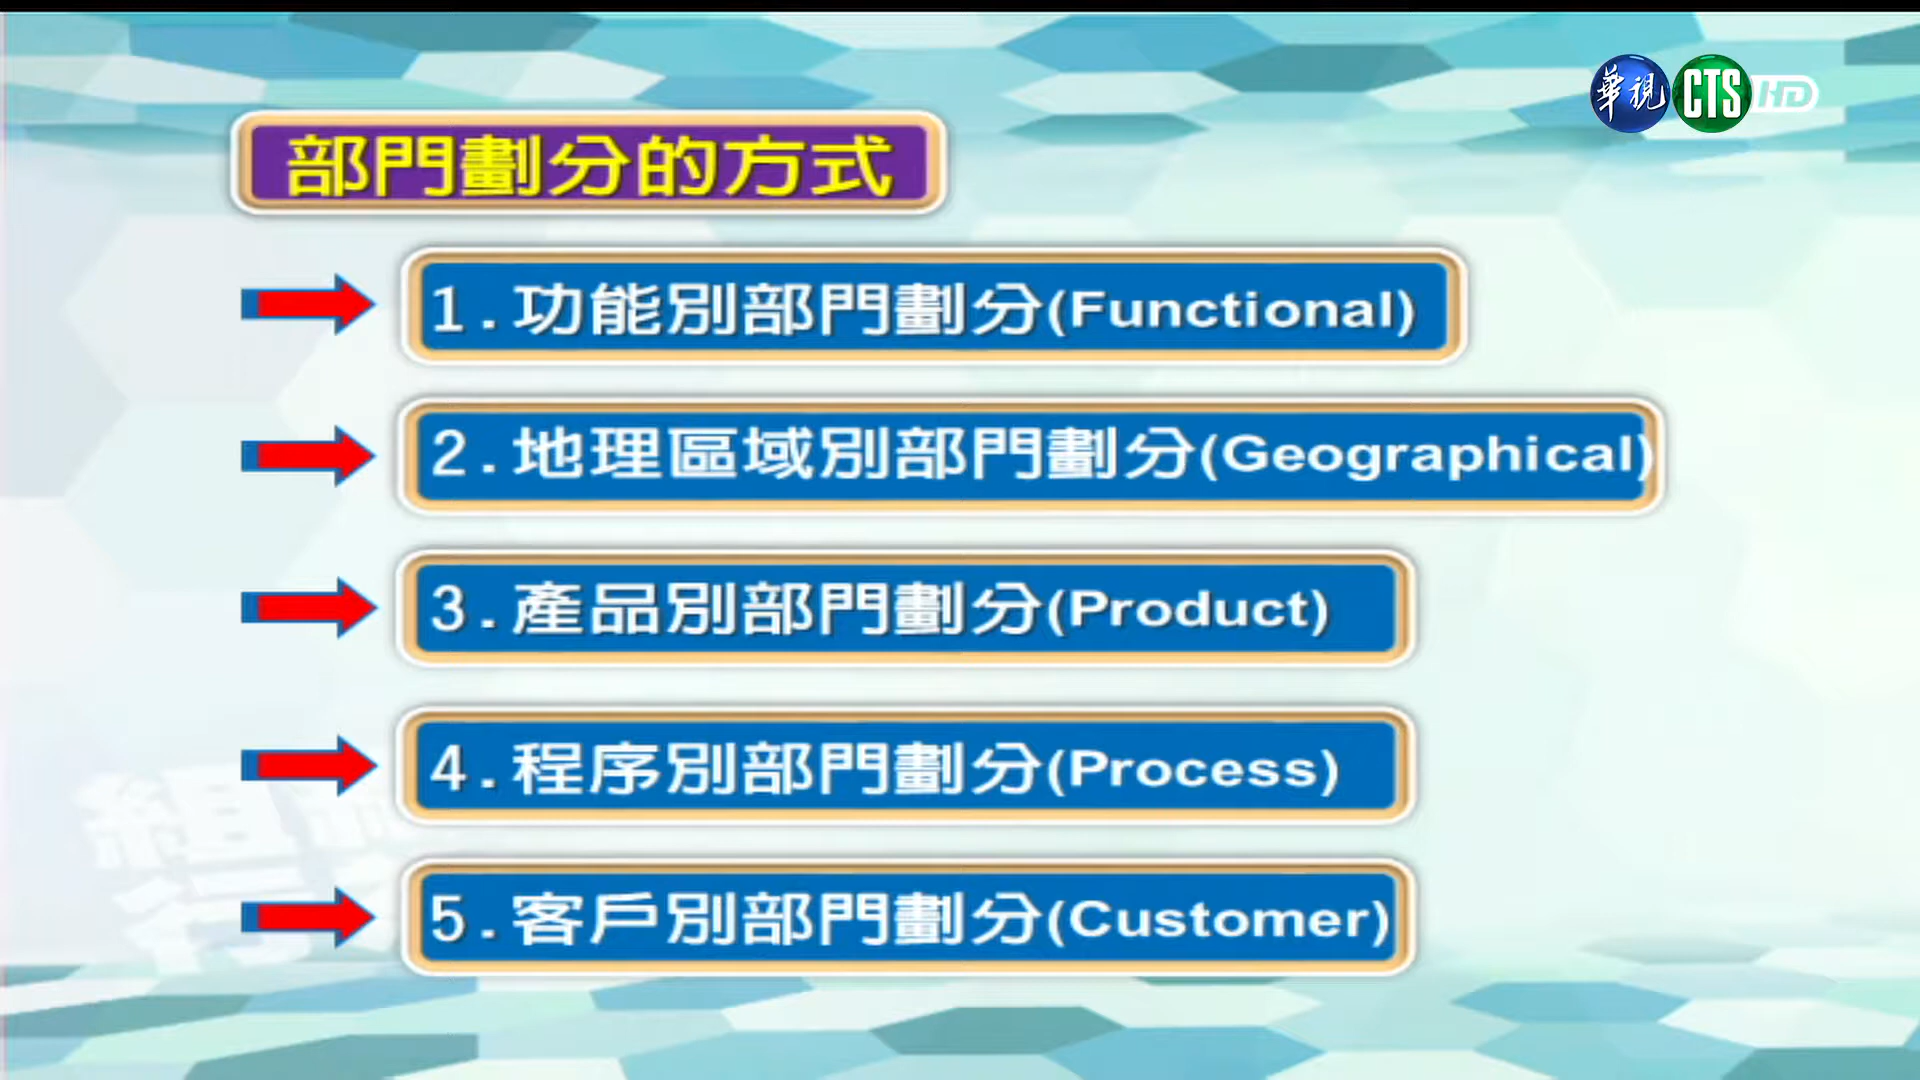 華視 CTS HD
部門劃分的方式
1.功能別部門劃分(Functional)
2.地理區域別部門劃分(Geographical)
3.產品別部門劃分(Product)
4.程序別部門劃分(Process)
5.客戶別部門劃分(Customer)